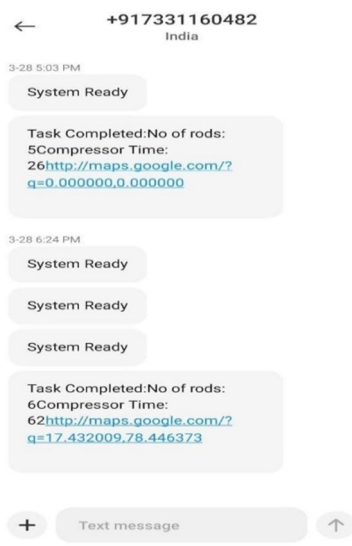 +917331160482
India
3-28 5:03 PM
System Ready
Task Completed:No of rods:
5Compressor Time:
26http://maps.google.com/?
q=0.000000,0.000000
3-28 6:24 PM
System Ready
System Ready
System Ready
Task Completed:No of rods:
6Compressor Time:
62http://maps.google.com/?
q=17.432009,78.446373
Text message